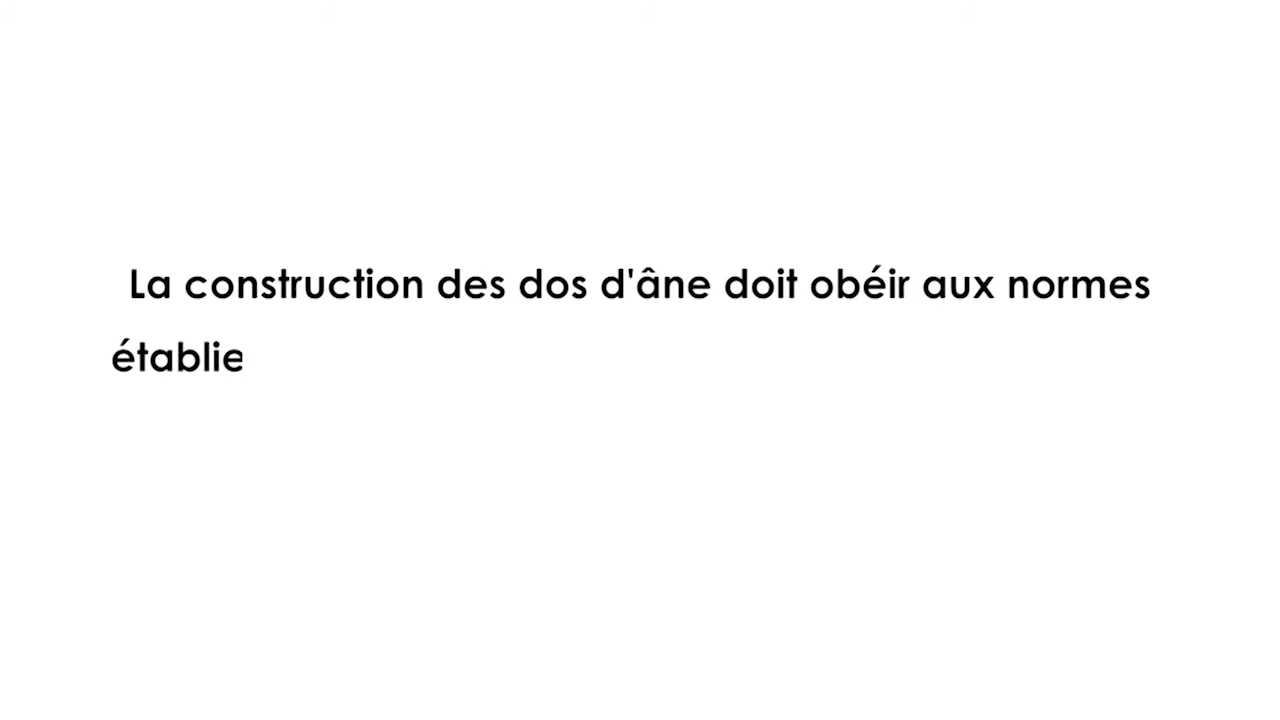 La construction des dos d'âne doit obéir aux normes
établie